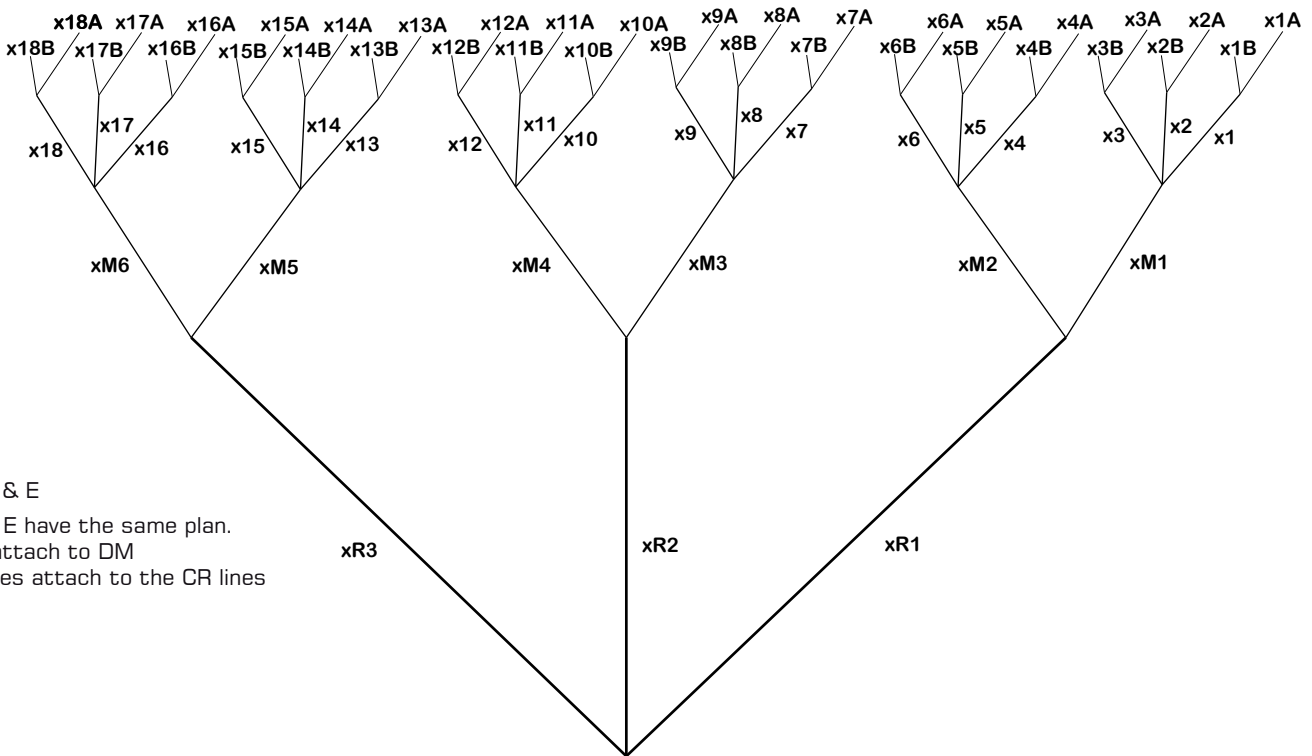 x18A x17A x16A x15A x14A x13A x12A x11A x10A x9A x8A x7A x6A x5A x4A x3A x2A x1A
x18B x17B x16B x15B x14B x13B x12B x11B x10B x9B x8B x7B x6B x5B x4B x3B x2B x1B
x18 x17 x16 x15 x14 x13 x12 x11 x10 x9 x8 x7 x6 x5 x4 x3 x2 x1
xM6 xM5 xM4 xM3 xM2 xM1
xR3 xR2 xR1
& E
E have the same plan.
attach to DM
es attach to the CR lines